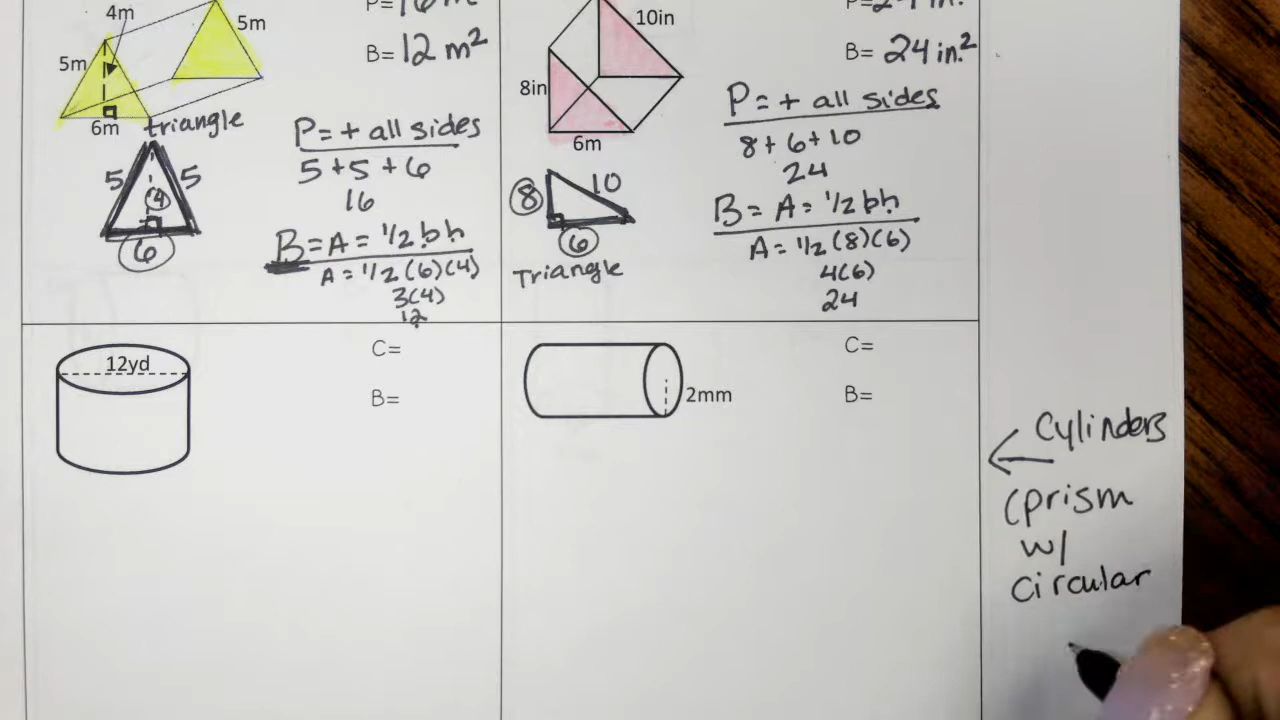 4m
5m
5m
6m
P=16m
B= 12 m²
triangle
5
5
4
6
P = + all sides
5 + 5 + 6
16
B = A = 1/2 bh
A = 1/2 (6)(4)
3(4)
12
10in
8in
6m
P=24 in.
B= 24 in.²
8
10
6
Triangle
P = + all sides
8 + 6 + 10
24
B = A = 1/2 bh
A = 1/2 (8)(6)
4(6)
24
12yd
C=
B=
2mm
C=
B=
← Cylinders
(prism
w/
circular